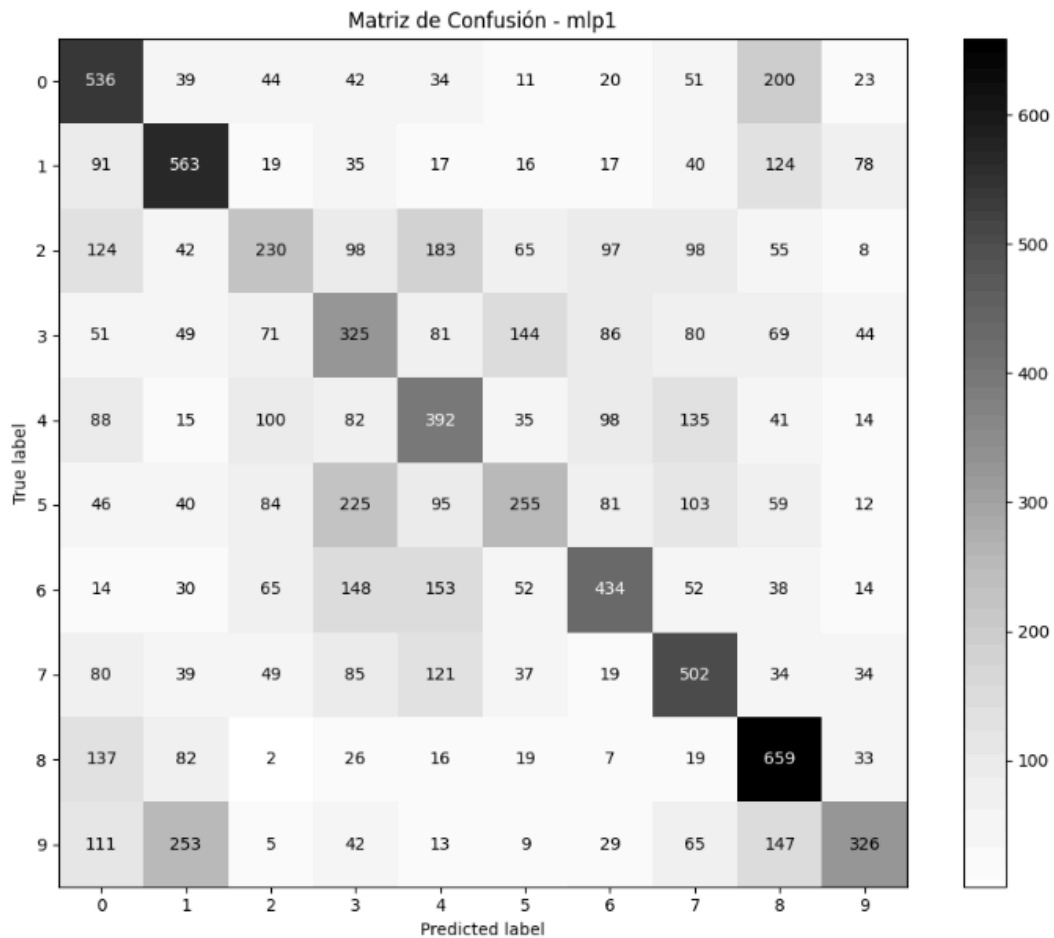 Matriz de Confusión - mlp1
0 536 39 44 42 34 11 20 51 200 23
1 91 563 19 35 17 16 17 40 124 78
2 124 42 230 98 183 65 97 98 55 8
3 51 49 71 325 81 144 86 80 69 44
4 88 15 100 82 392 35 98 135 41 14
5 46 40 84 225 95 255 81 103 59 12
6 14 30 65 148 153 52 434 52 38 14
7 80 39 49 85 121 37 19 502 34 34
8 137 82 2 26 16 19 7 19 659 33
9 111 253 5 42 13 9 29 65 147 326
0 1 2 3 4 5 6 7 8 9
Predicted label
True label
600
500
400
300
200
100